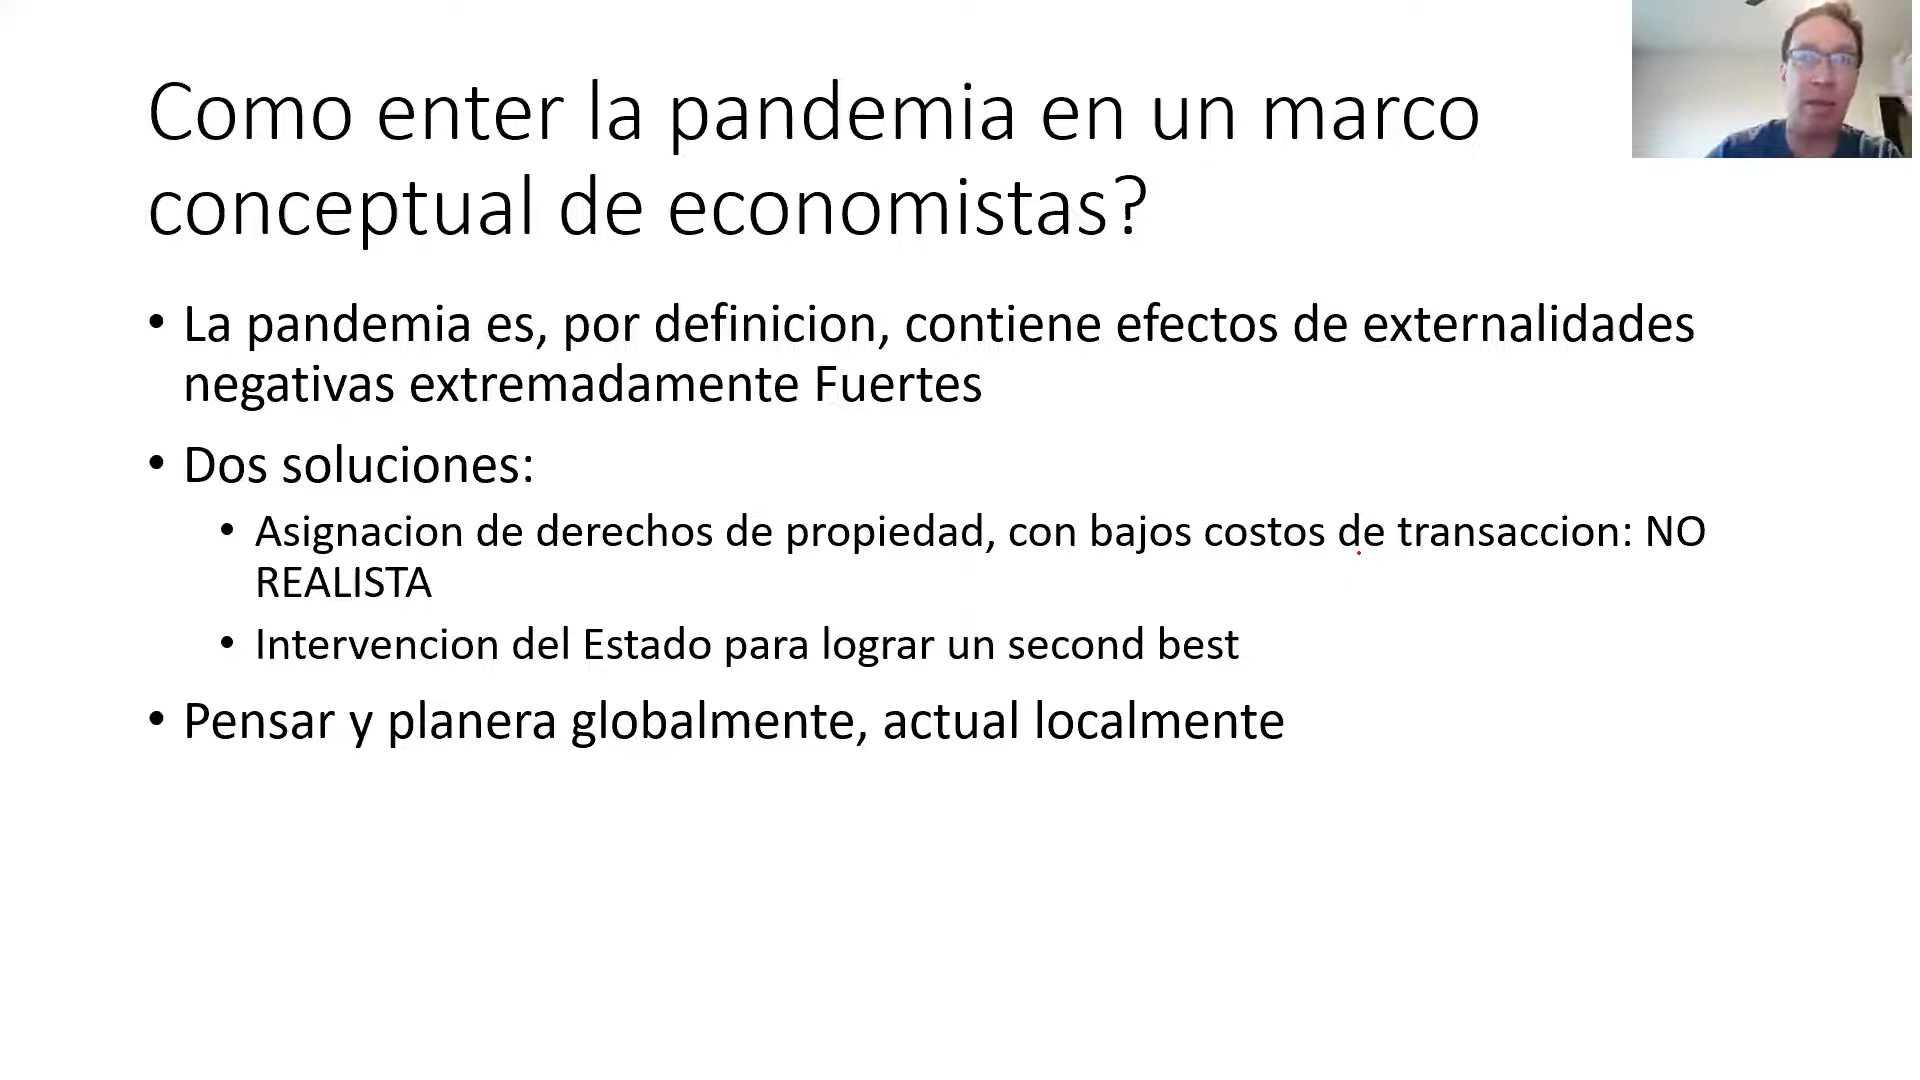 Como enter la pandemia en un marco
conceptual de economistas?
• La pandemia es, por definicion, contiene efectos de externalidades
negativas extremadamente Fuertes
• Dos soluciones:
• Asignacion de derechos de propiedad, con bajos costos de transaccion: NO
REALISTA
• Intervencion del Estado para lograr un second best
• Pensar y planera globalmente, actual localmente